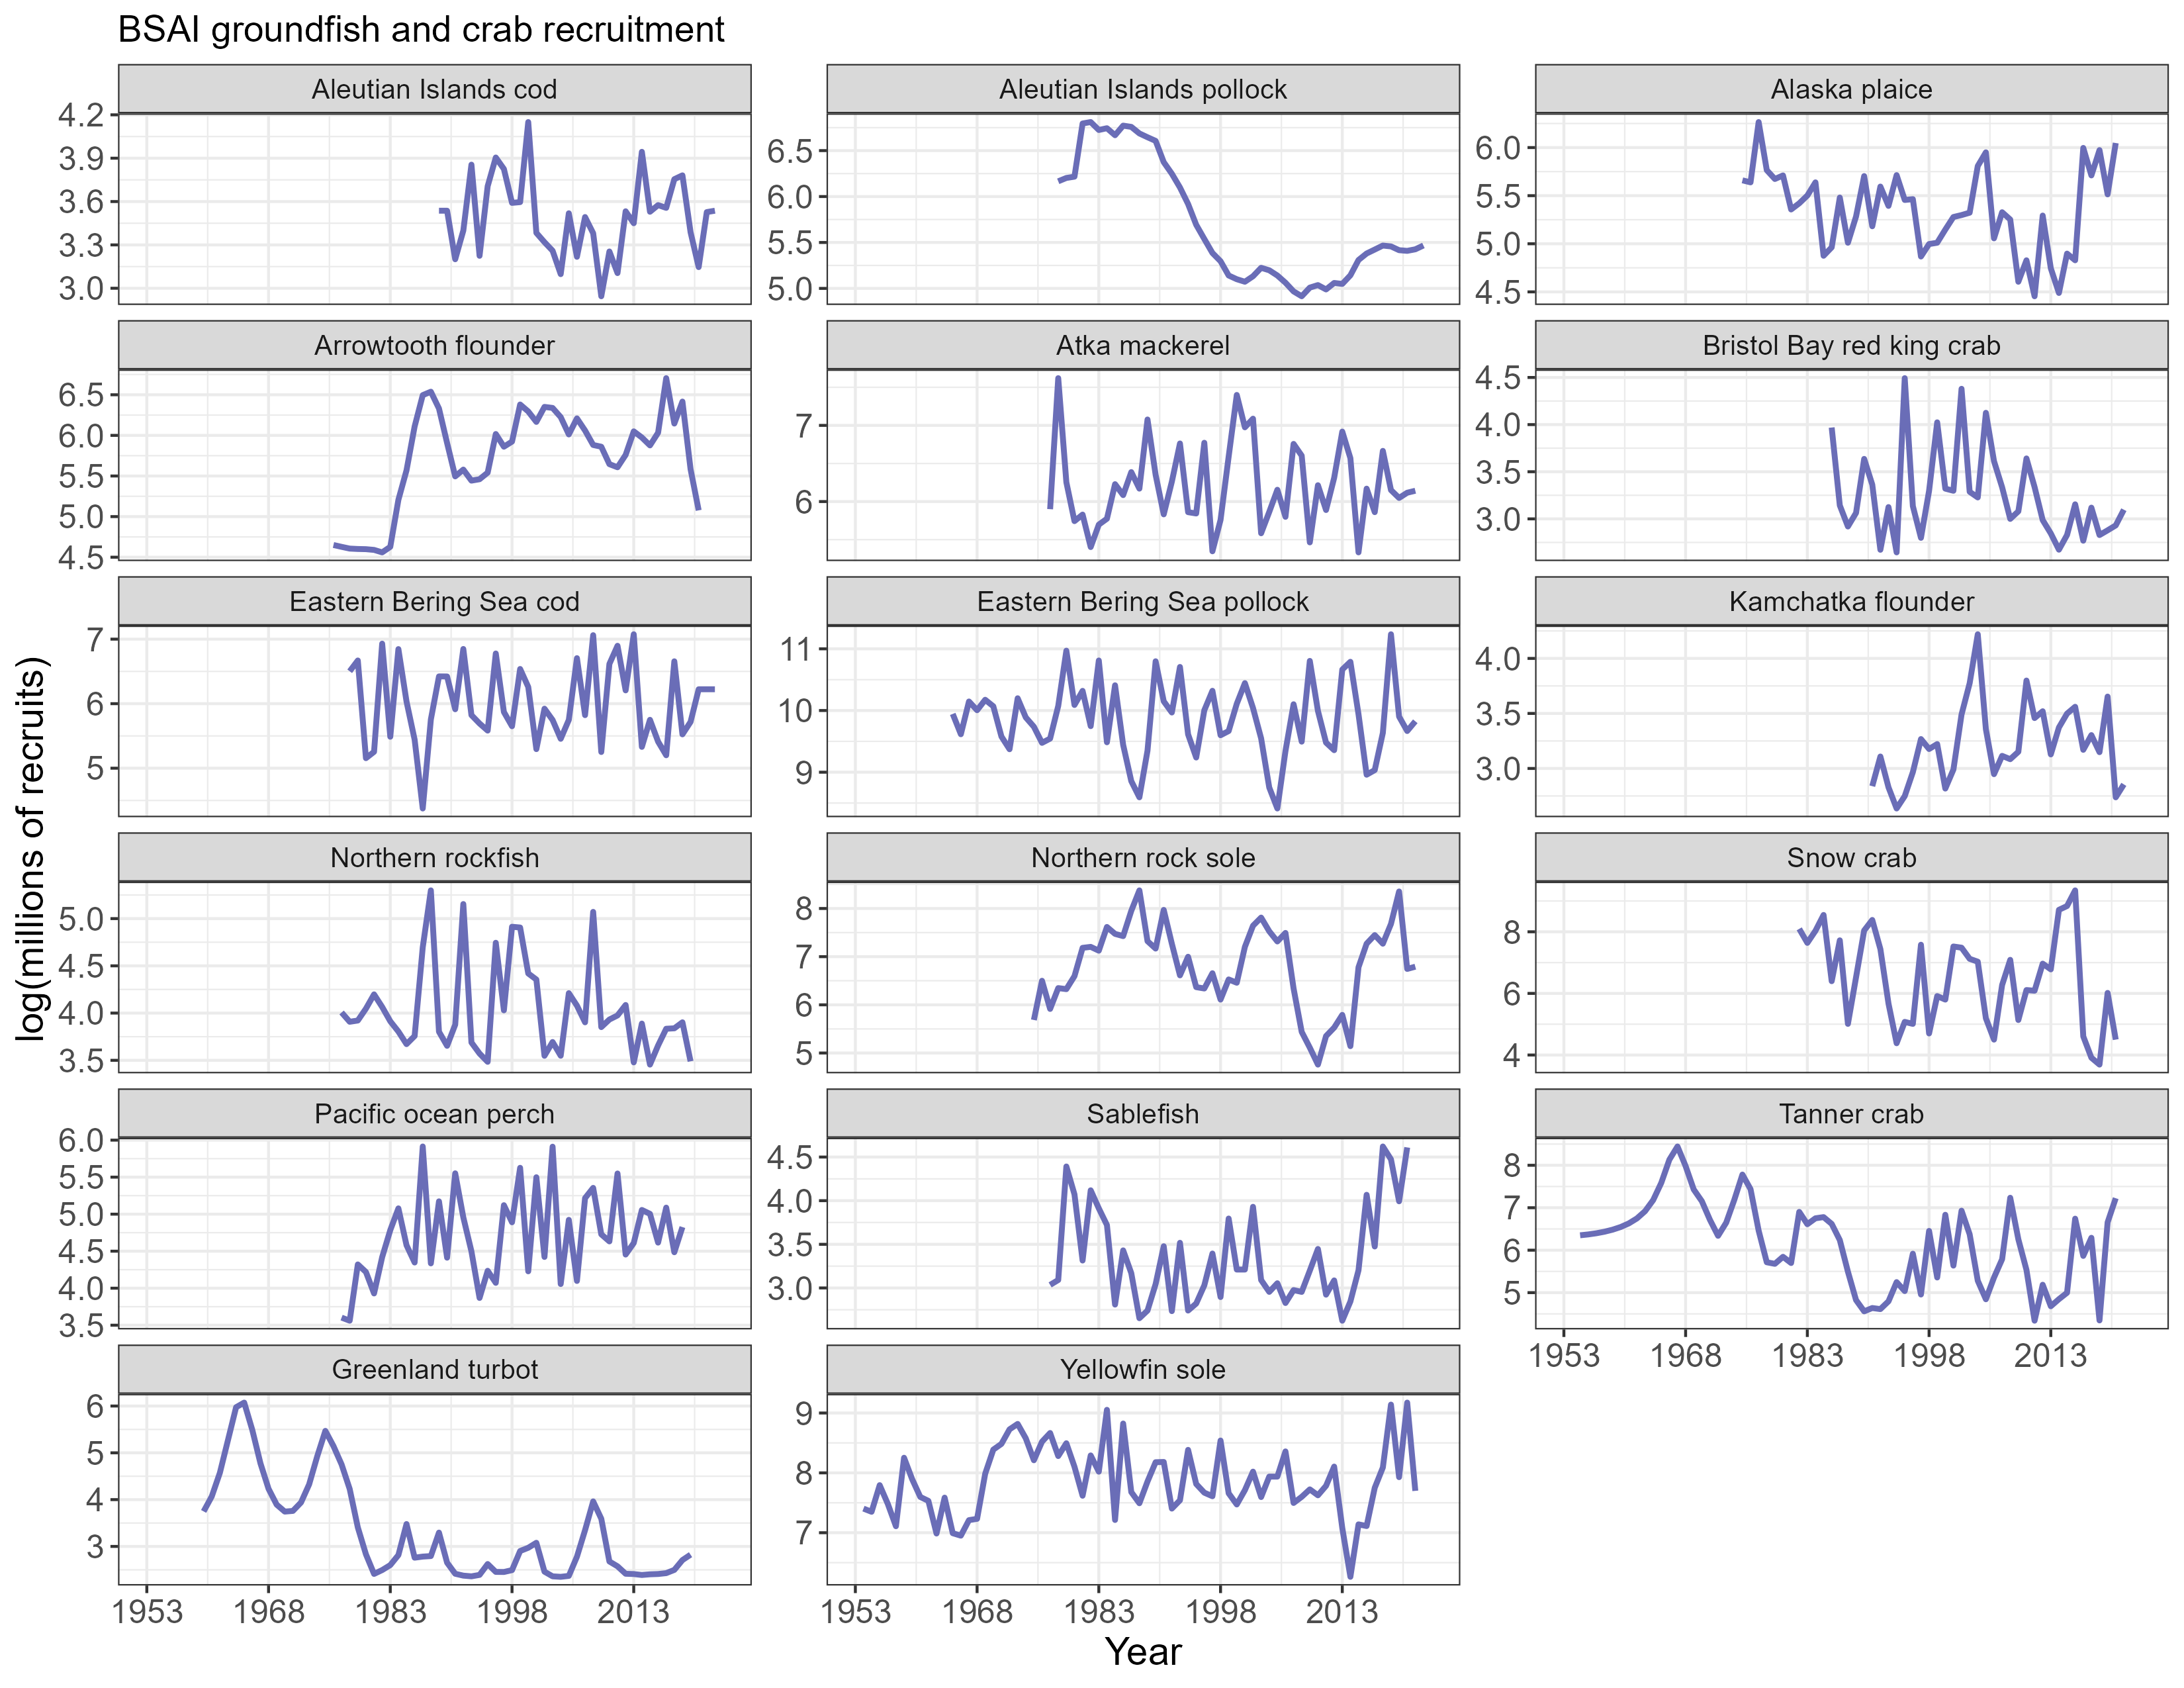 BSAI groundfish and crab recruitment
Aleutian Islands cod
4.2
3.9
3.6
3.3
3.0
Aleutian Islands pollock
6.5
6.0
5.5
5.0
Alaska plaice
6.0
5.5
5.0
4.5
Arrowtooth flounder
6.5
6.0
5.5
5.0
4.5
Atka mackerel
7
6
Bristol Bay red king crab
4.5
4.0
3.5
3.0
Eastern Bering Sea cod
7
6
5
Eastern Bering Sea pollock
11
10
9
Kamchatka flounder
4.0
3.5
3.0
log(millions of recruits)
Northern rockfish
5.0
4.5
4.0
3.5
Northern rock sole
8
7
6
5
Snow crab
8
6
4
Pacific ocean perch
6.0
5.5
5.0
4.5
4.0
3.5
Sablefish
4.5
4.0
3.5
3.0
Tanner crab
8
7
6
5
1953 1968 1983 1998 2013
Greenland turbot
6
5
4
3
1953 1968 1983 1998 2013
Yellowfin sole
9
8
7
1953 1968 1983 1998 2013
Year